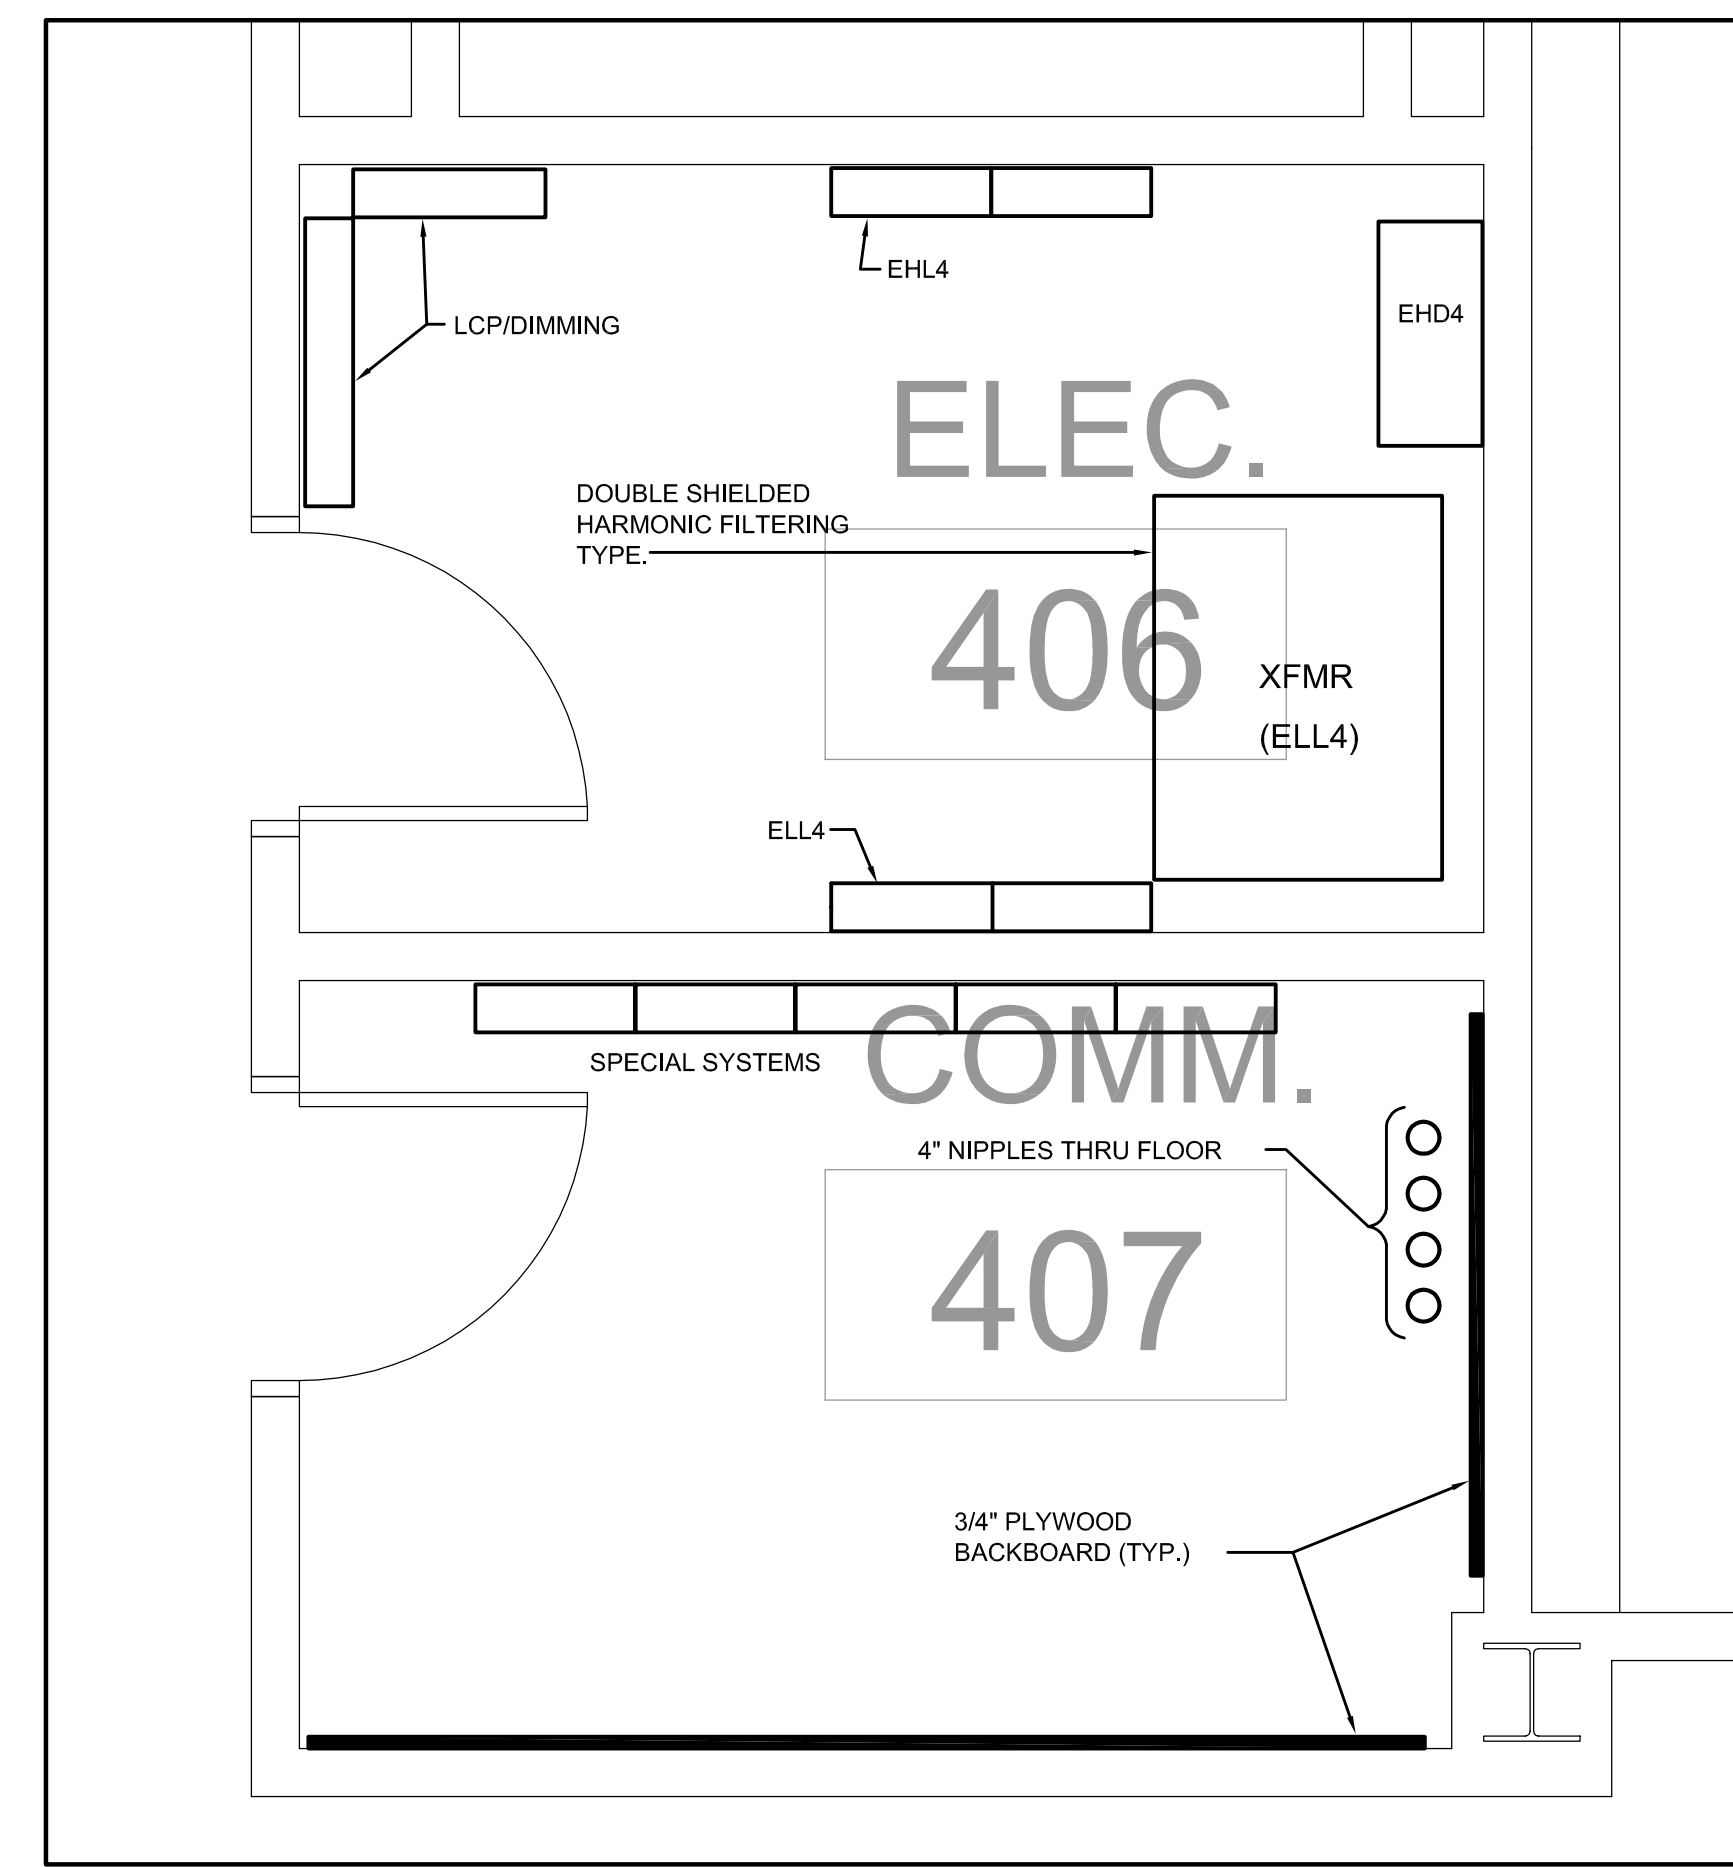 EHL4
EHD4
LCP/DIMMING
ELEC.
DOUBLE SHIELDED
HARMONIC FILTERING
TYPE.
406
XFMR
(ELL4)
ELL4
COMM.
SPECIAL SYSTEMS
4" NIPPLES THRU FLOOR
407
3/4" PLYWOOD
BACKBOARD (TYP.)